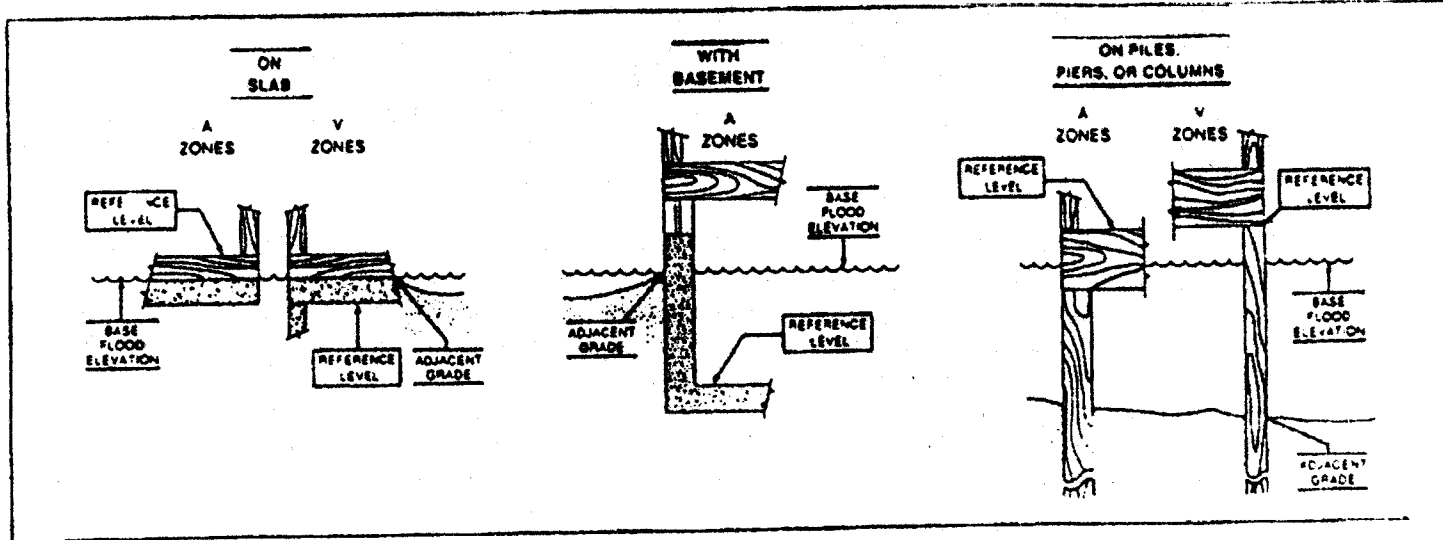 ON
SLAB
A
ZONES
V
ZONES
LEVEL
BASE
FLOOD
ELEVATION
REFERENCE
LEVEL
ADJACENT
GRADE
WITH
BASEMENT
A
ZONES
BASE
FLOOD
ELEVATION
ADJACENT
GRADE
REFERENCE
LEVEL
ON PILES,
PIERS, OR COLUMNS
A
ZONES
V
ZONES
REFERENCE
LEVEL
REFERENCE
LEVEL
BASE
FLOOD
ELEVATION
ADJACENT
GRADE